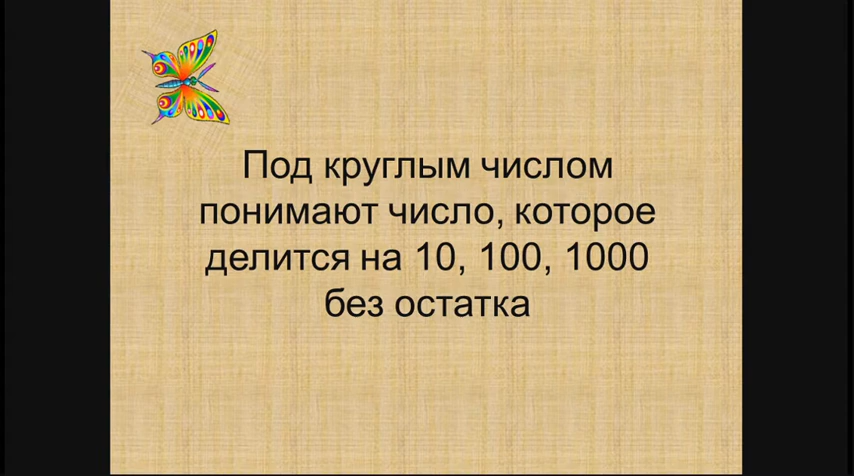 Под круглым числом
понимают число, которое
делится на 10, 100, 1000
без остатка